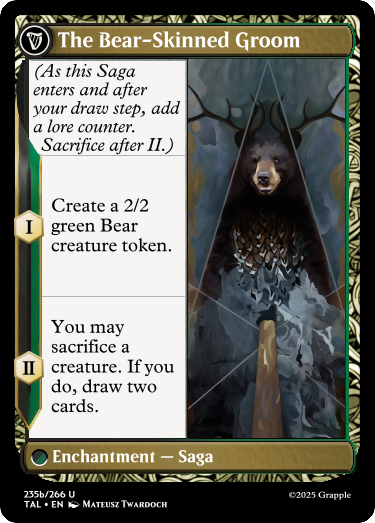 The Bear-Skinned Groom
(As this Saga
enters and after
your draw step, add
a lore counter.
Sacrifice after II.)
I
Create a 2/2
green Bear
creature token.
II
You may
sacrifice a
creature. If you
do, draw two
cards.
Enchantment — Saga
235b/266 U
TAL • EN Mateusz Twardoch
©2025 Grapple